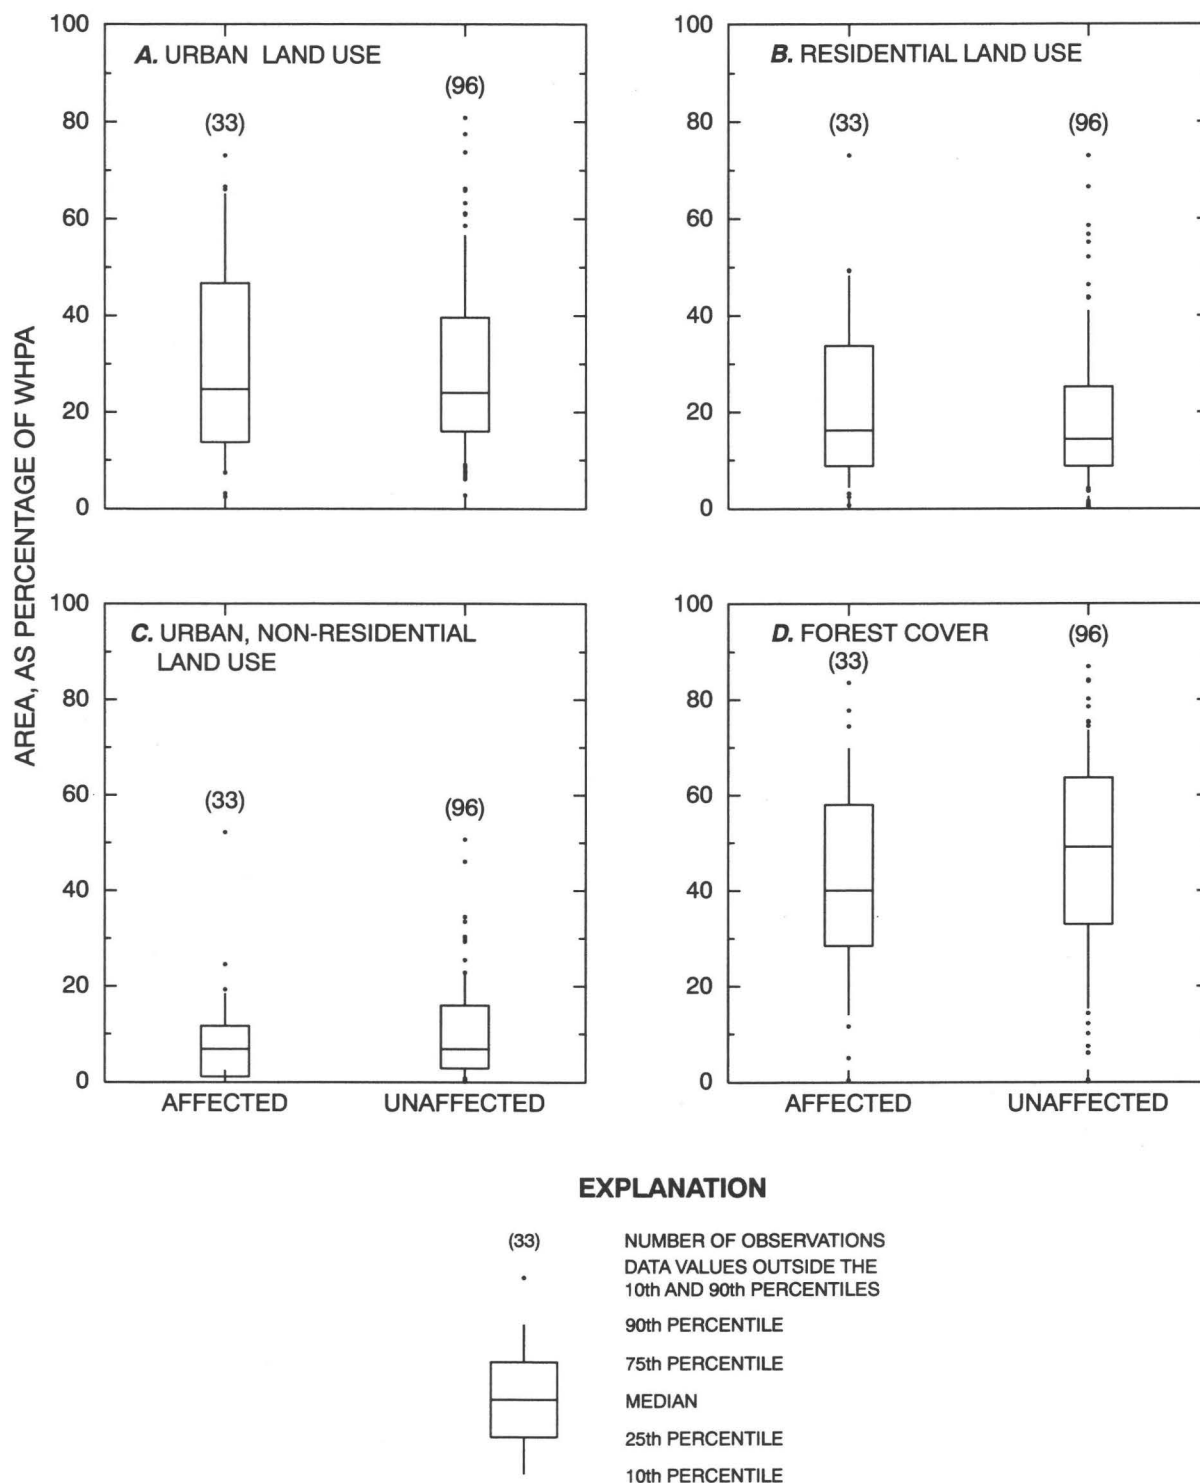 AREA, AS PERCENTAGE OF WHPA
A. URBAN LAND USE
(33)
(96)
100
80
60
40
20
0
B. RESIDENTIAL LAND USE
(33)
(96)
100
80
60
40
20
0
C. URBAN, NON-RESIDENTIAL
LAND USE
(33)
(96)
100
80
60
40
20
0
AFFECTED
UNAFFECTED
D. FOREST COVER
(33)
(96)
100
80
60
40
20
0
AFFECTED
UNAFFECTED
EXPLANATION
(33) NUMBER OF OBSERVATIONS
DATA VALUES OUTSIDE THE
10th AND 90th PERCENTILES
90th PERCENTILE
75th PERCENTILE
MEDIAN
25th PERCENTILE
10th PERCENTILE